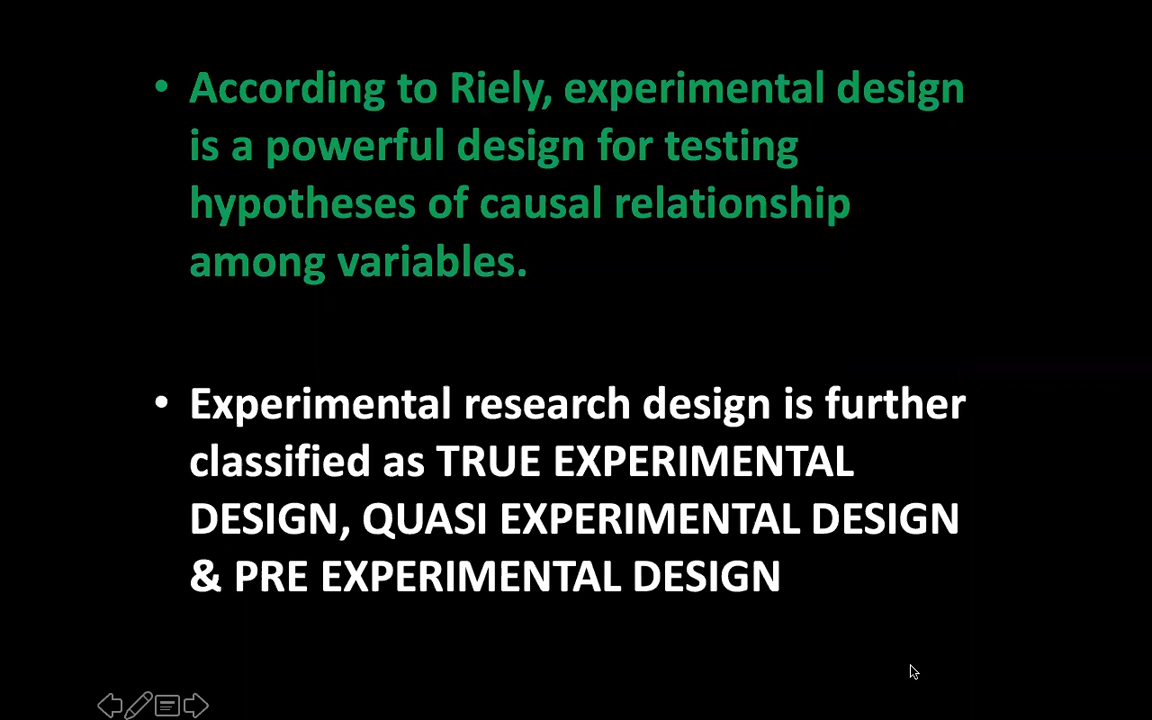 • According to Riely, experimental design
is a powerful design for testing
hypotheses of causal relationship
among variables.
• Experimental research design is further
classified as TRUE EXPERIMENTAL
DESIGN, QUASI EXPERIMENTAL DESIGN
& PRE EXPERIMENTAL DESIGN